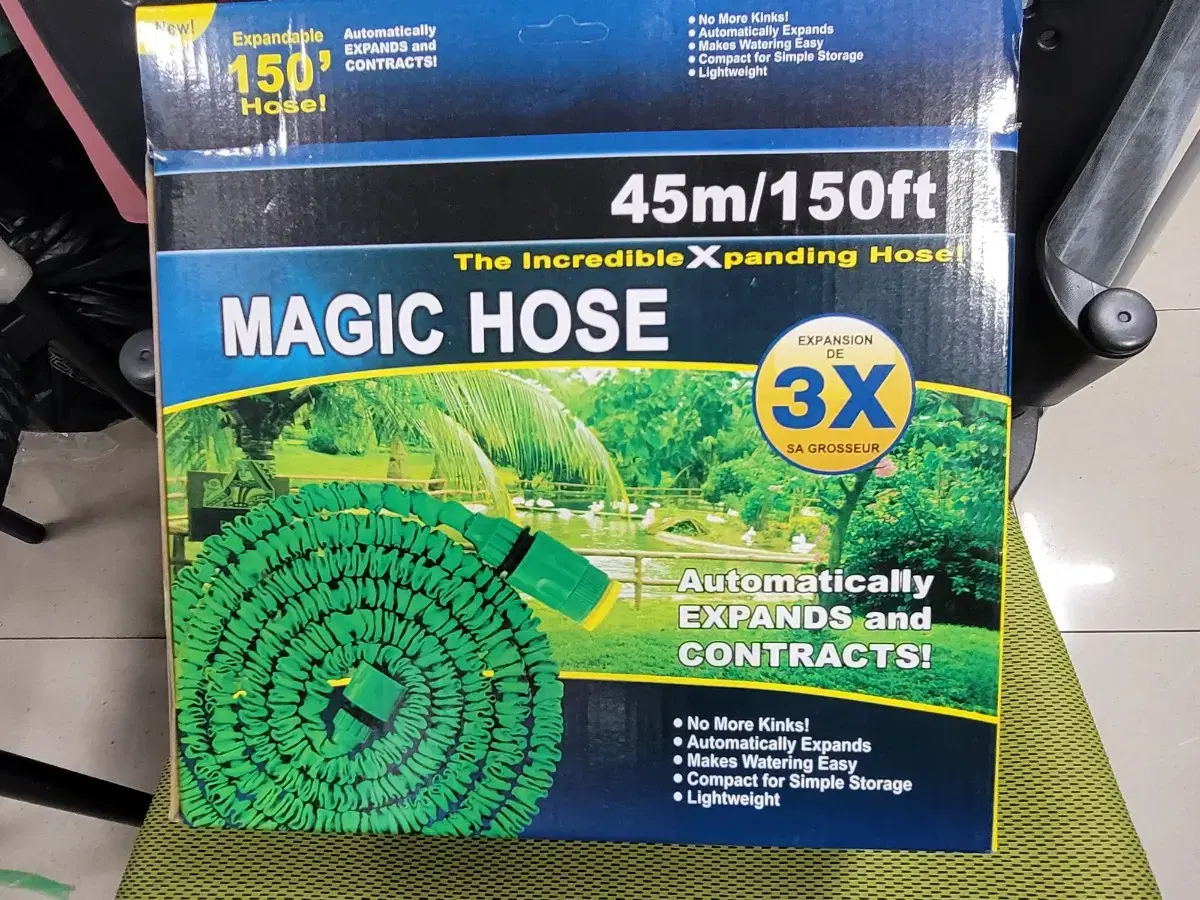 New!
Expandable
150'
Hose!
Automatically
EXPANDS and
CONTRACTS!
• No More Kinks!
• Automatically Expands
• Makes Watering Easy
• Compact for Simple Storage
• Lightweight
45m/150ft
The Incredible Xpanding Hose!
MAGIC HOSE
EXPANSION
DE
3X
SA GROSSEUR
Automatically
EXPANDS and
CONTRACTS!
• No More Kinks!
• Automatically Expands
• Makes Watering Easy
• Compact for Simple Storage
• Lightweight